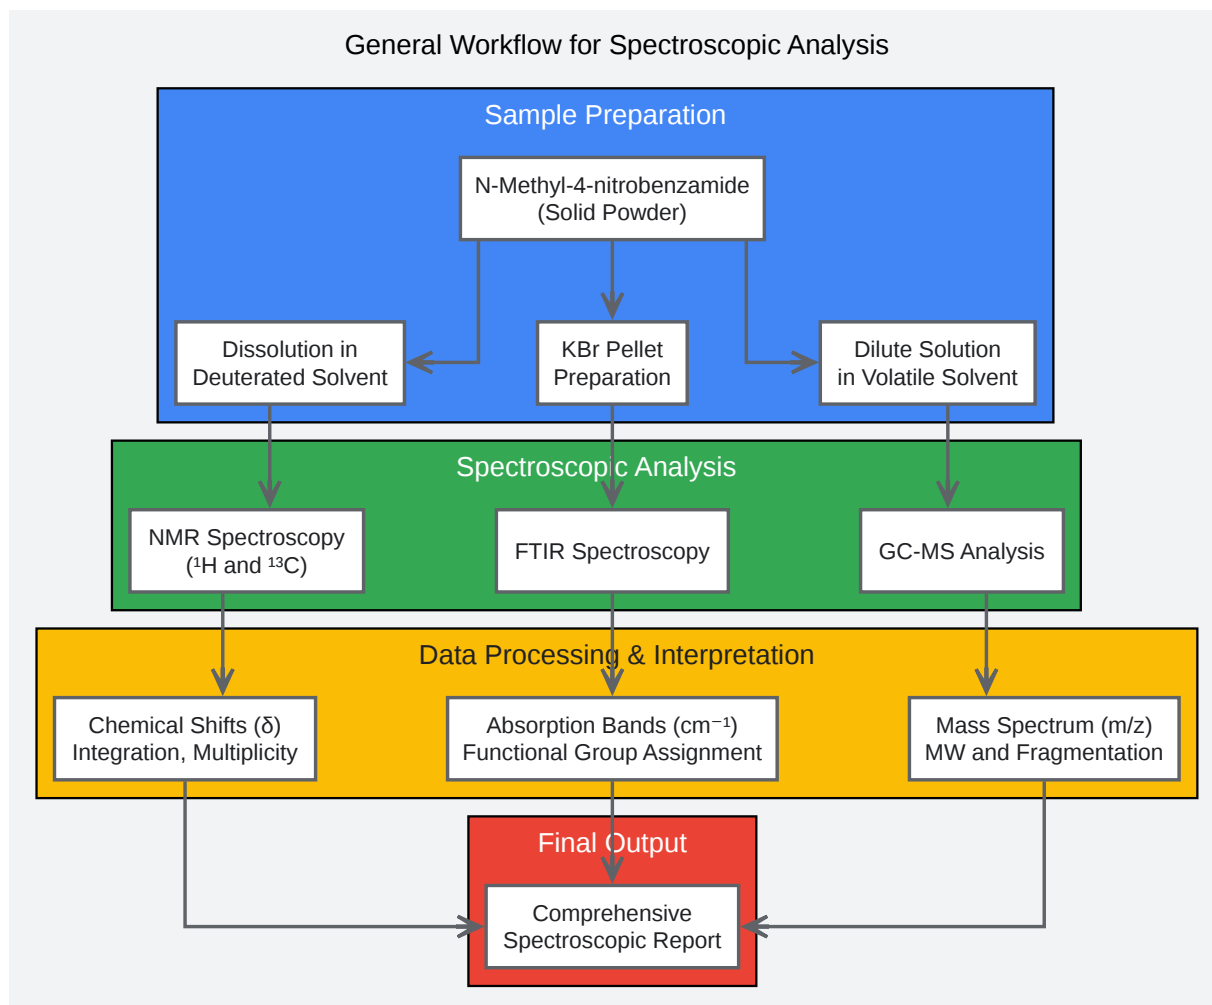 General Workflow for Spectroscopic Analysis
Sample Preparation
N-Methyl-4-nitrobenzamide
(Solid Powder)
Dissolution in
Deuterated Solvent
KBr Pellet
Preparation
Dilute Solution
in Volatile Solvent
Spectroscopic Analysis
NMR Spectroscopy
(¹H and ¹³C)
FTIR Spectroscopy
GC-MS Analysis
Data Processing & Interpretation
Chemical Shifts (δ)
Integration, Multiplicity
Absorption Bands (cm⁻¹)
Functional Group Assignment
Mass Spectrum (m/z)
MW and Fragmentation
Final Output
Comprehensive
Spectroscopic Report